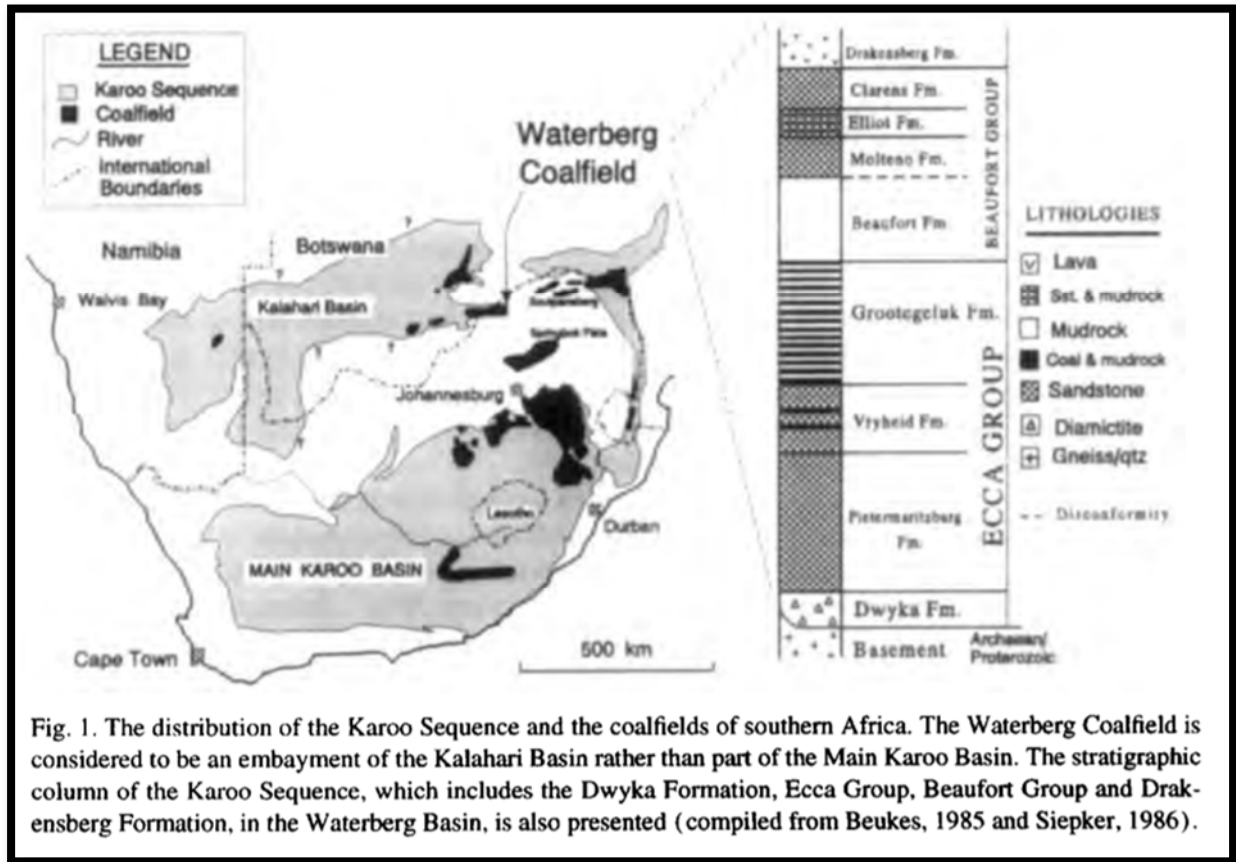 LEGEND
Karoo Sequence
Coalfield
River
International
Boundaries
Waterberg
Coalfield
Namibia
Botswana
?
?
?
?
?
?
Walvis Bay
Kalahari Basin
Soutpansberg
Springbok Flats
Johannesburg
Lesotho
Durban
MAIN KAROO BASIN
Cape Town
500 km
Drakensberg Fm.
Clarens Fm.
Elliot Fm.
Molteno Fm.
Beaufort Fm.
BEAUFORT GROUP
Grootegeluk Fm.
Vryheid Fm.
Pietermaritzburg
Fm.
ECCA GROUP
Dwyka Fm.
Basement
Archaean/
Proterozoic
LITHOLOGIES
Lava
Sst. & mudrock
Mudrock
Coal & mudrock
Sandstone
Diamictite
Gneiss/qtz
Disconformity
Fig. 1. The distribution of the Karoo Sequence and the coalfields of southern Africa. The Waterberg Coalfield is
considered to be an embayment of the Kalahari Basin rather than part of the Main Karoo Basin. The stratigraphic
column of the Karoo Sequence, which includes the Dwyka Formation, Ecca Group, Beaufort Group and Drak-
ensberg Formation, in the Waterberg Basin, is also presented (compiled from Beukes, 1985 and Siepker, 1986).